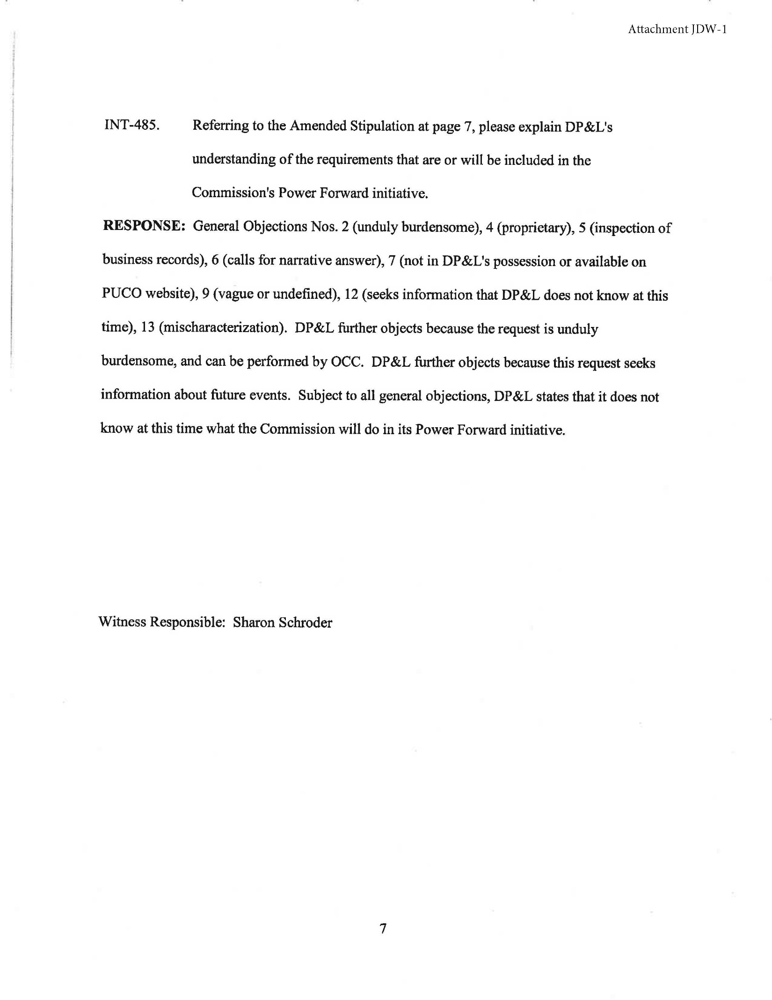 Attachment JDW-1
INT-485. Referring to the Amended Stipulation at page 7, please explain DP&L's
understanding of the requirements that are or will be included in the
Commission's Power Forward initiative.
RESPONSE: General Objections Nos. 2 (unduly burdensome), 4 (proprietary), 5 (inspection of
business records), 6 (calls for narrative answer), 7 (not in DP&L's possession or available on
PUCO website), 9 (vague or undefined), 12 (seeks information that DP&L does not know at this
time), 13 (mischaracterization). DP&L further objects because the request is unduly
burdensome, and can be performed by OCC. DP&L further objects because this request seeks
information about future events. Subject to all general objections, DP&L states that it does not
know at this time what the Commission will do in its Power Forward initiative.
Witness Responsible: Sharon Schroder
7